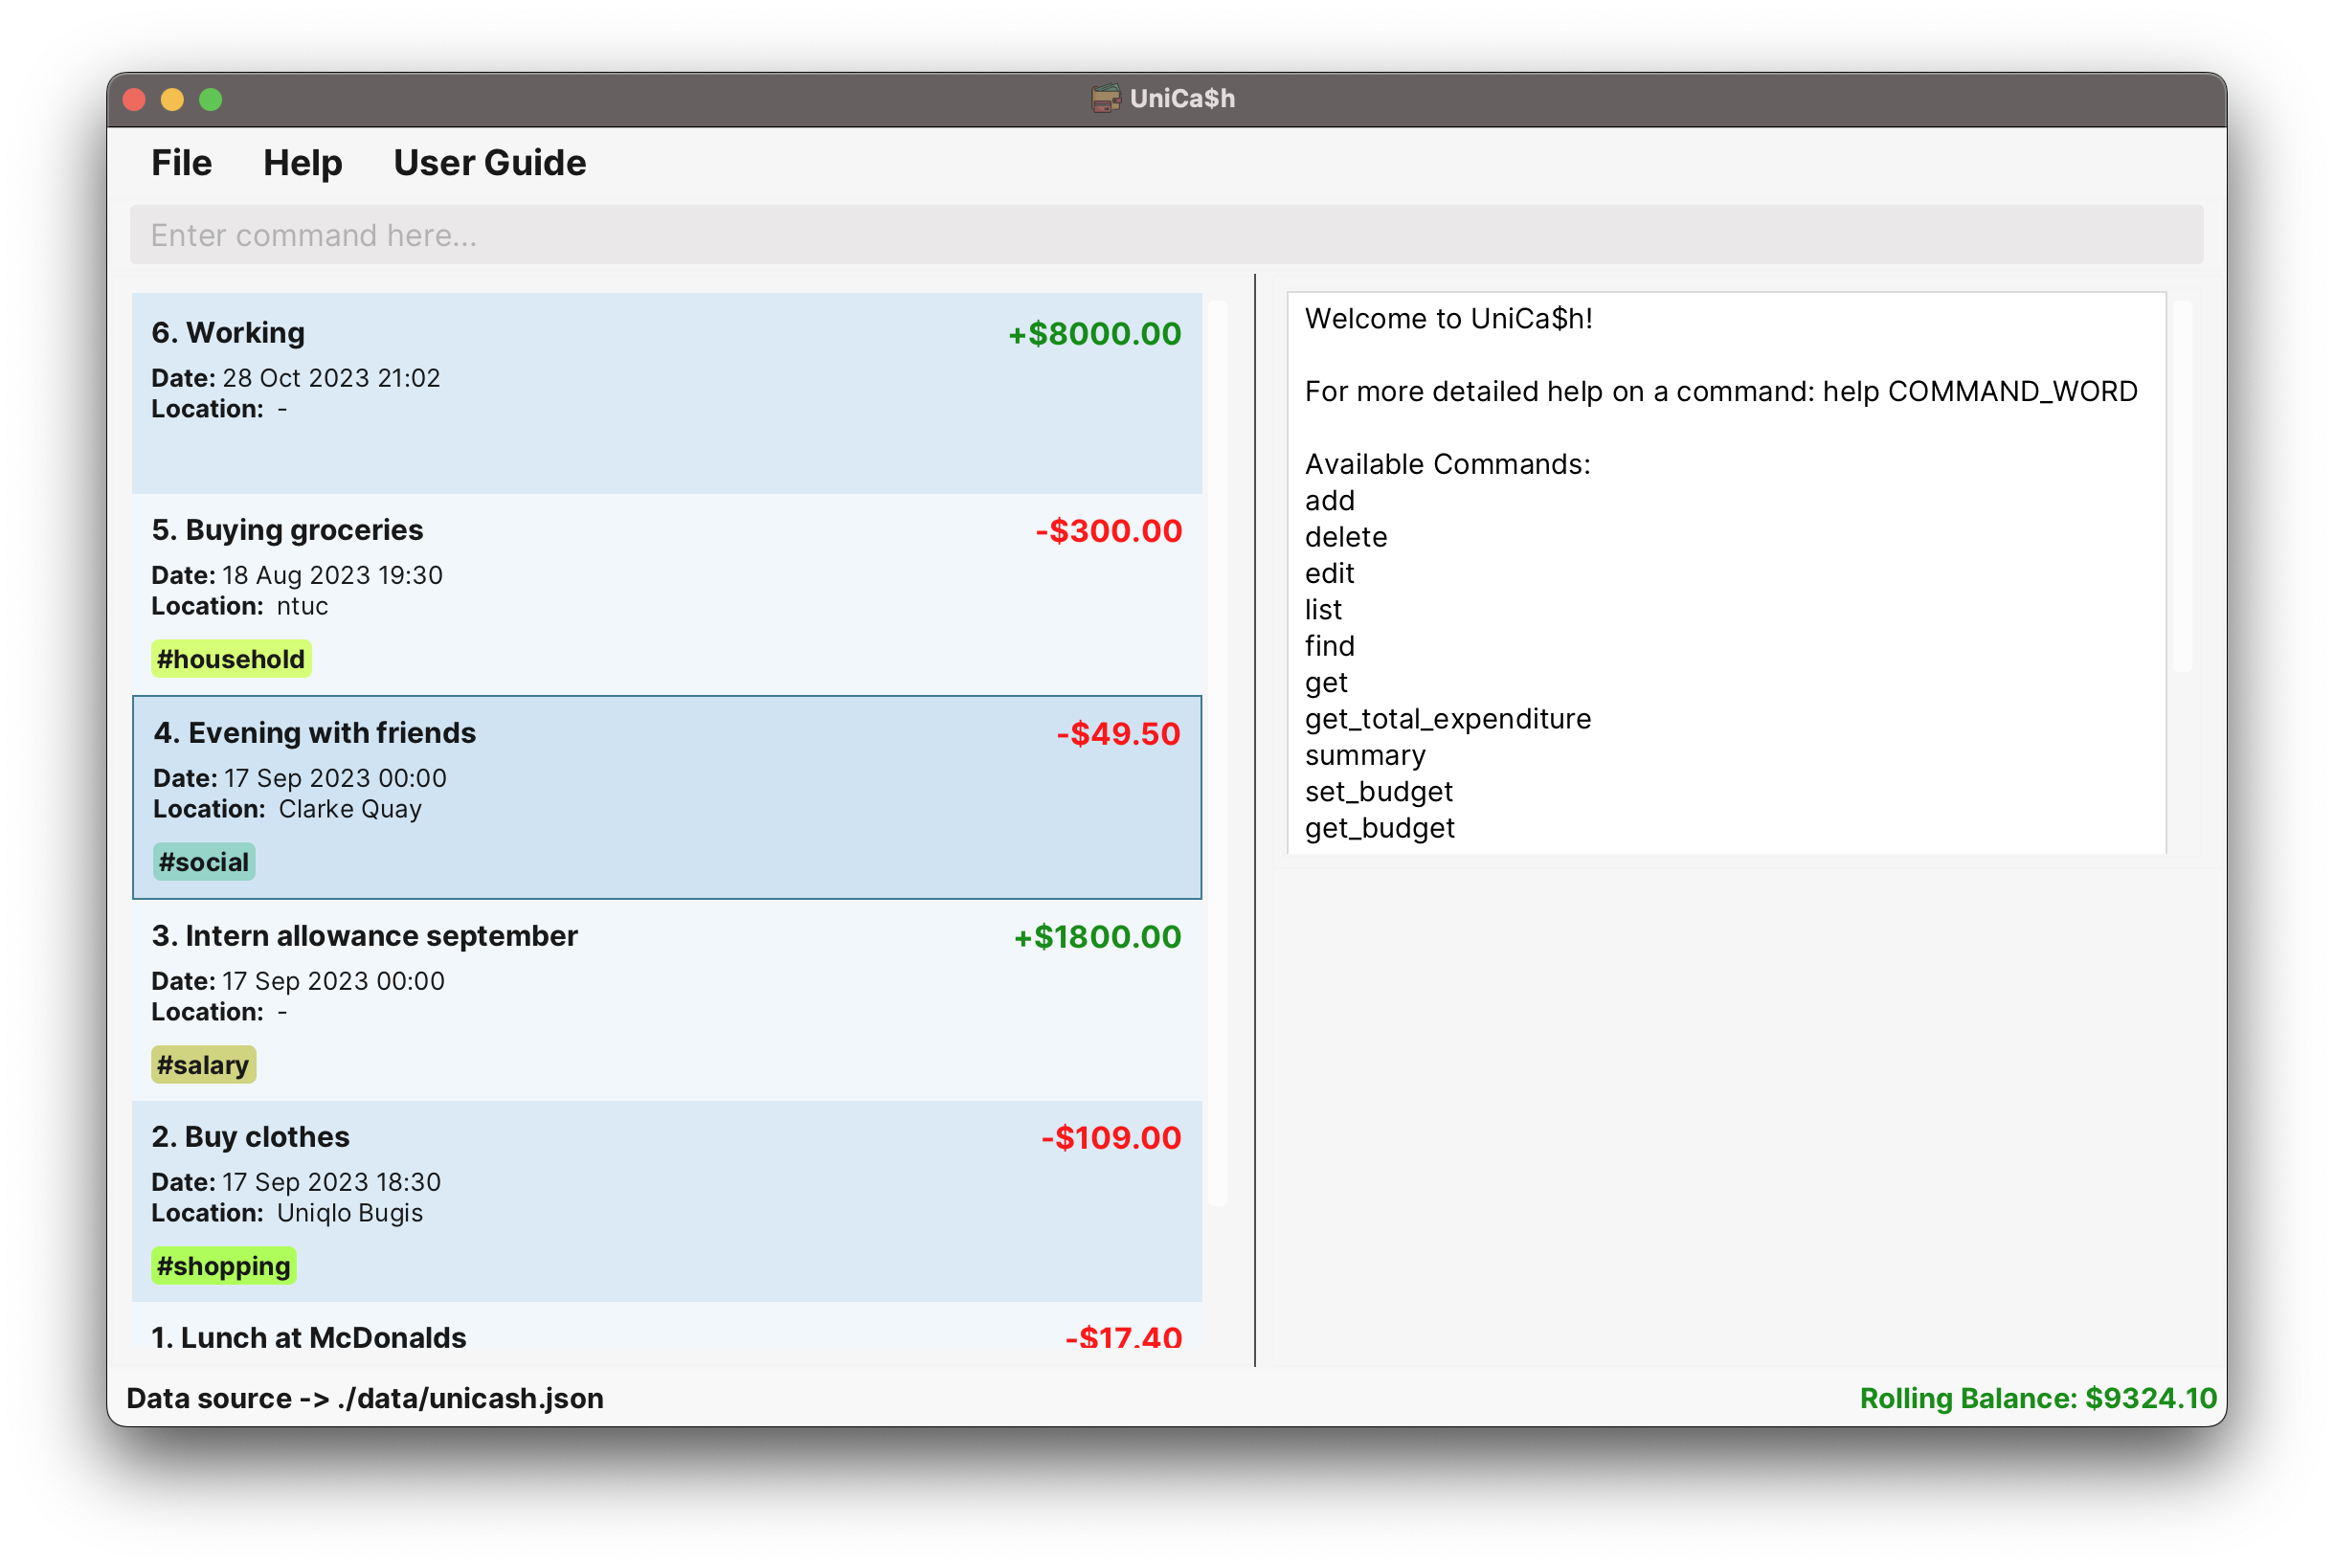 UniCa$h
File Help User Guide
Enter command here...
6. Working +$8000.00
Date: 28 Oct 2023 21:02
Location: -
5. Buying groceries -$300.00
Date: 18 Aug 2023 19:30
Location: ntuc
#household
4. Evening with friends -$49.50
Date: 17 Sep 2023 00:00
Location: Clarke Quay
#social
3. Intern allowance september +$1800.00
Date: 17 Sep 2023 00:00
Location: -
#salary
2. Buy clothes -$109.00
Date: 17 Sep 2023 18:30
Location: Uniqlo Bugis
#shopping
1. Lunch at McDonalds -$17.40
Welcome to UniCa$h!
For more detailed help on a command: help COMMAND_WORD
Available Commands:
add
delete
edit
list
find
get
get_total_expenditure
summary
set_budget
get_budget
Data source -> ./data/unicash.json
Rolling Balance: $9324.10